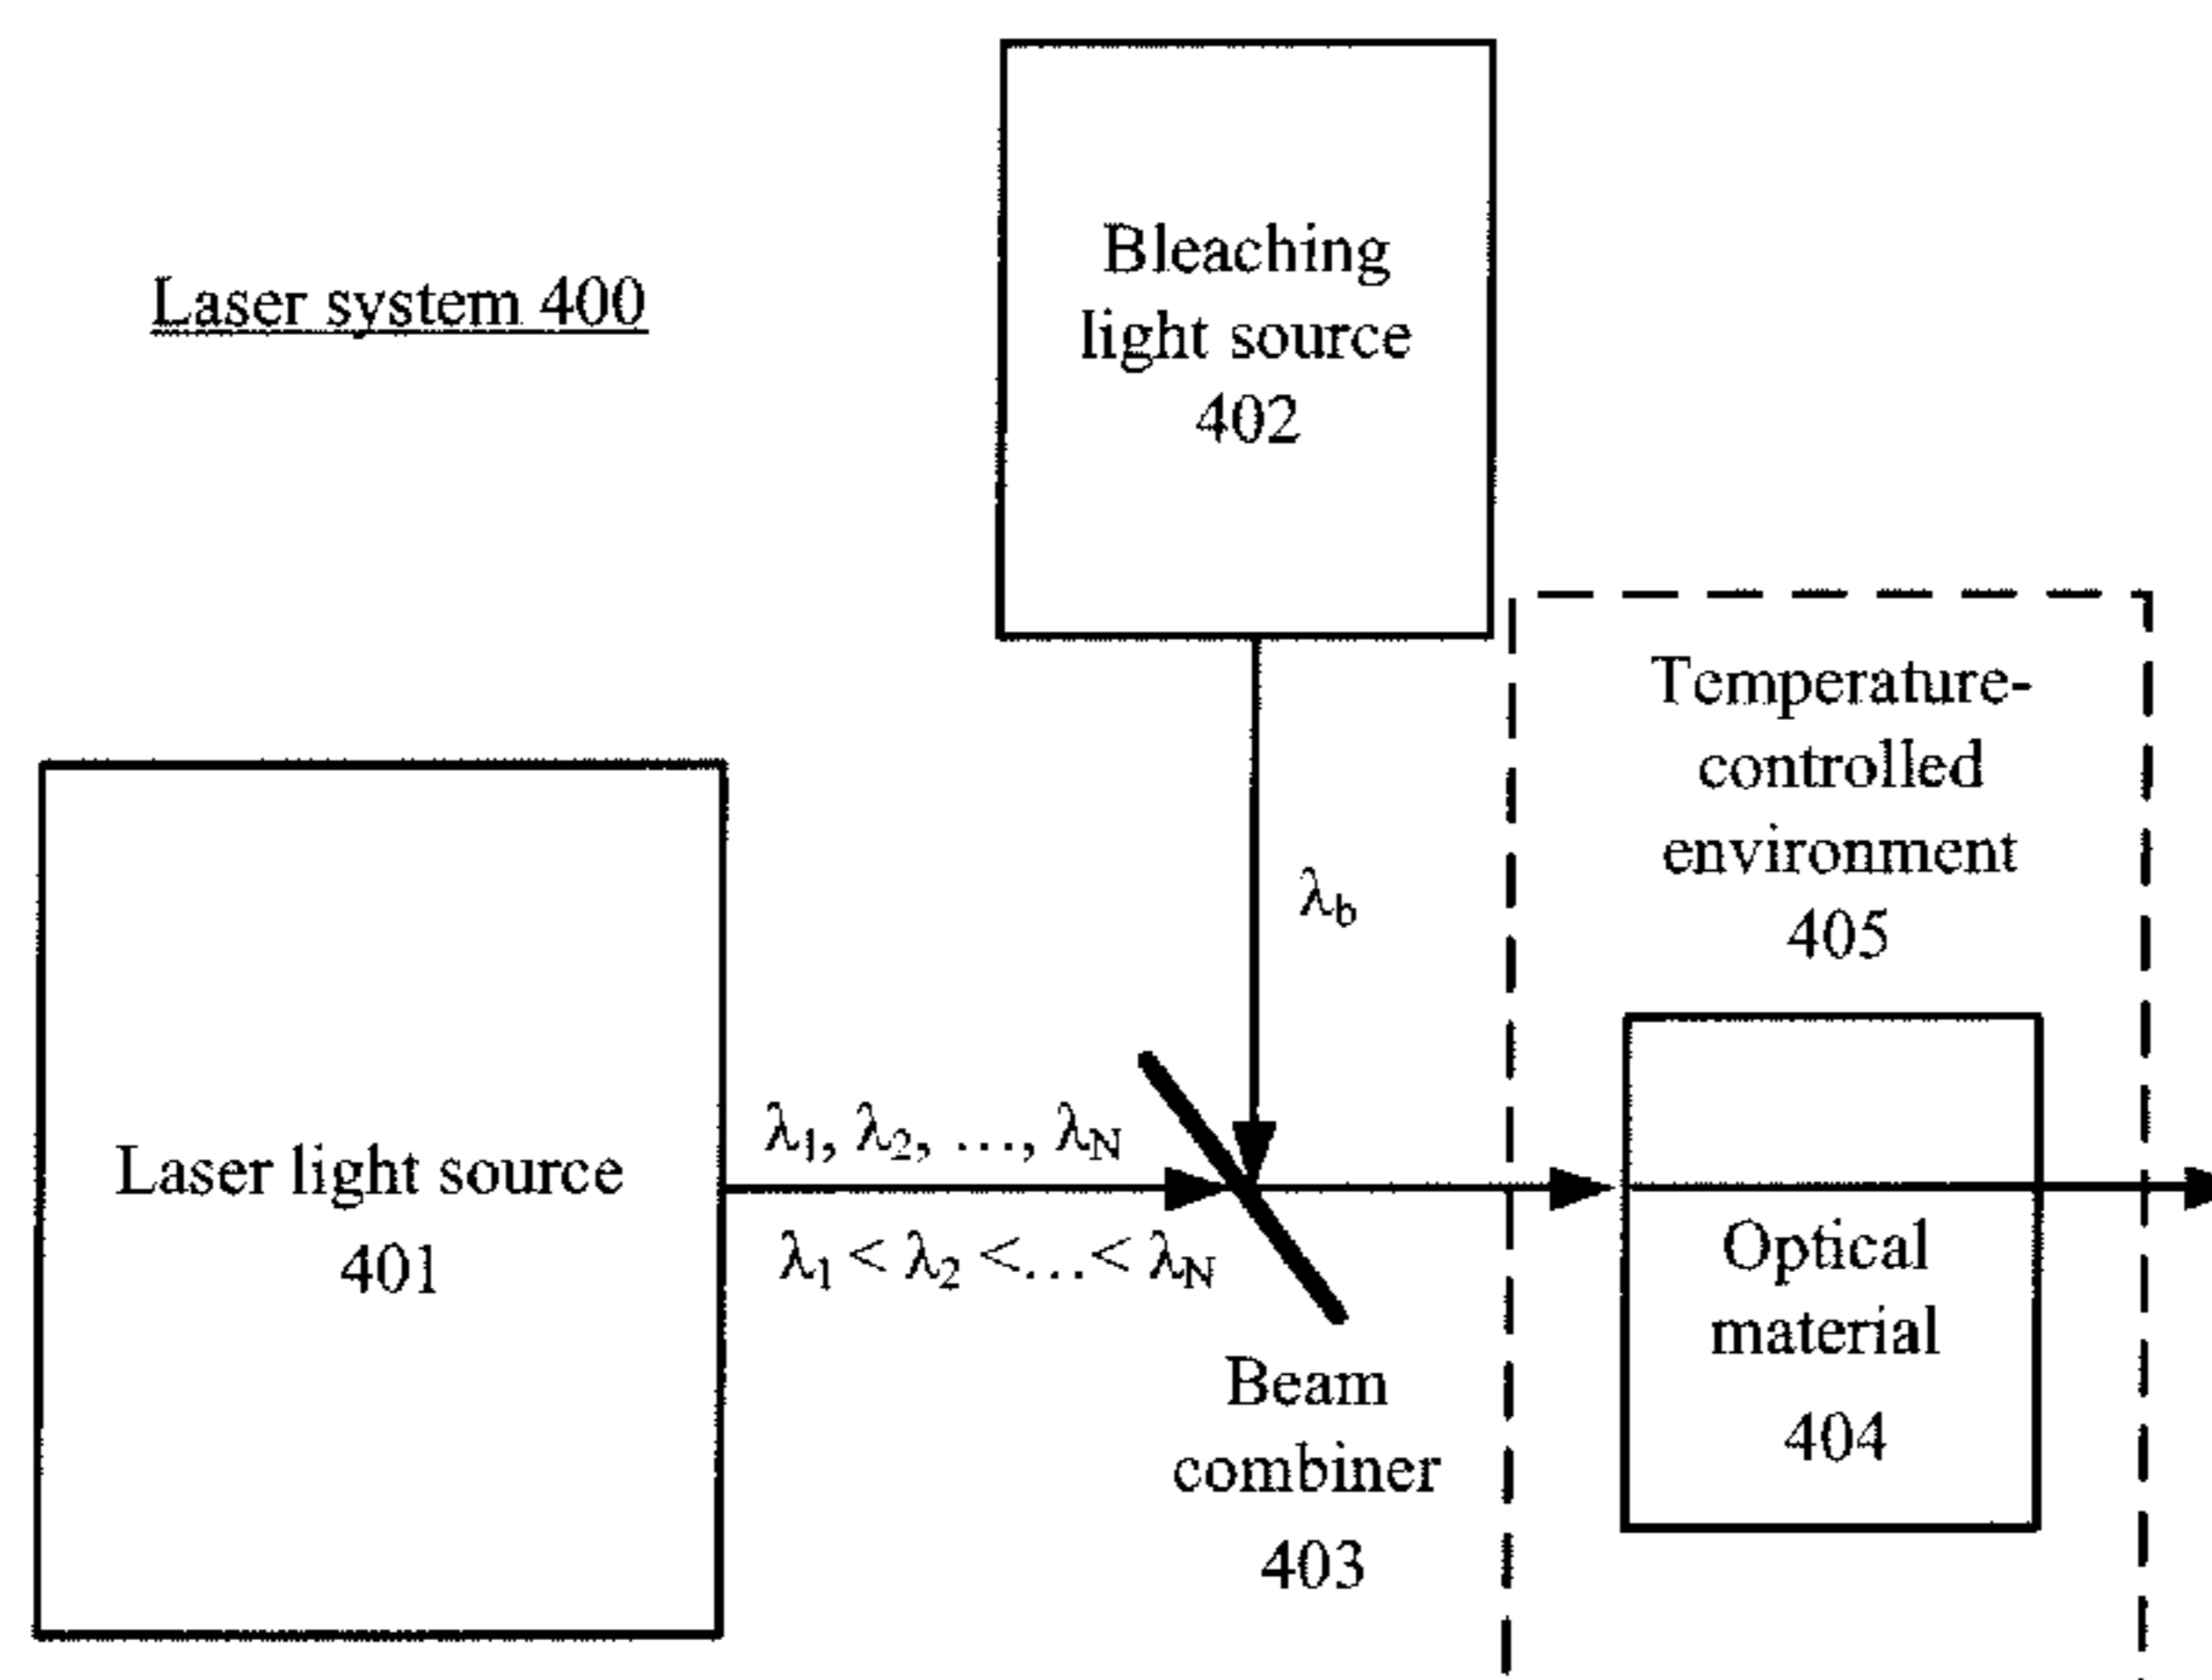 Laser system 400
Bleaching
light source
402
Temperature-
controlled
environment
405
λb
Laser light source
401
λ1, λ2, …, λN
λ1 < λ2 <…< λN
Beam
combiner
403
Optical
material
404